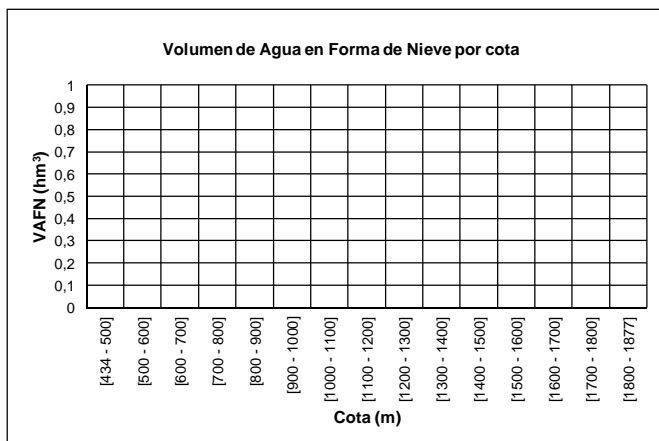 Volumen de Agua en Forma de Nieve por cota
VAFN (hm³)
1
0,9
0,8
0,7
0,6
0,5
0,4
0,3
0,2
0,1
0
[434 - 500]
[500 - 600]
[600 - 700]
[700 - 800]
[800 - 900]
[900 - 1000]
[1000 - 1100]
[1100 - 1200]
[1200 - 1300]
[1300 - 1400]
[1400 - 1500]
[1500 - 1600]
[1600 - 1700]
[1700 - 1800]
[1800 - 1877]
Cota (m)